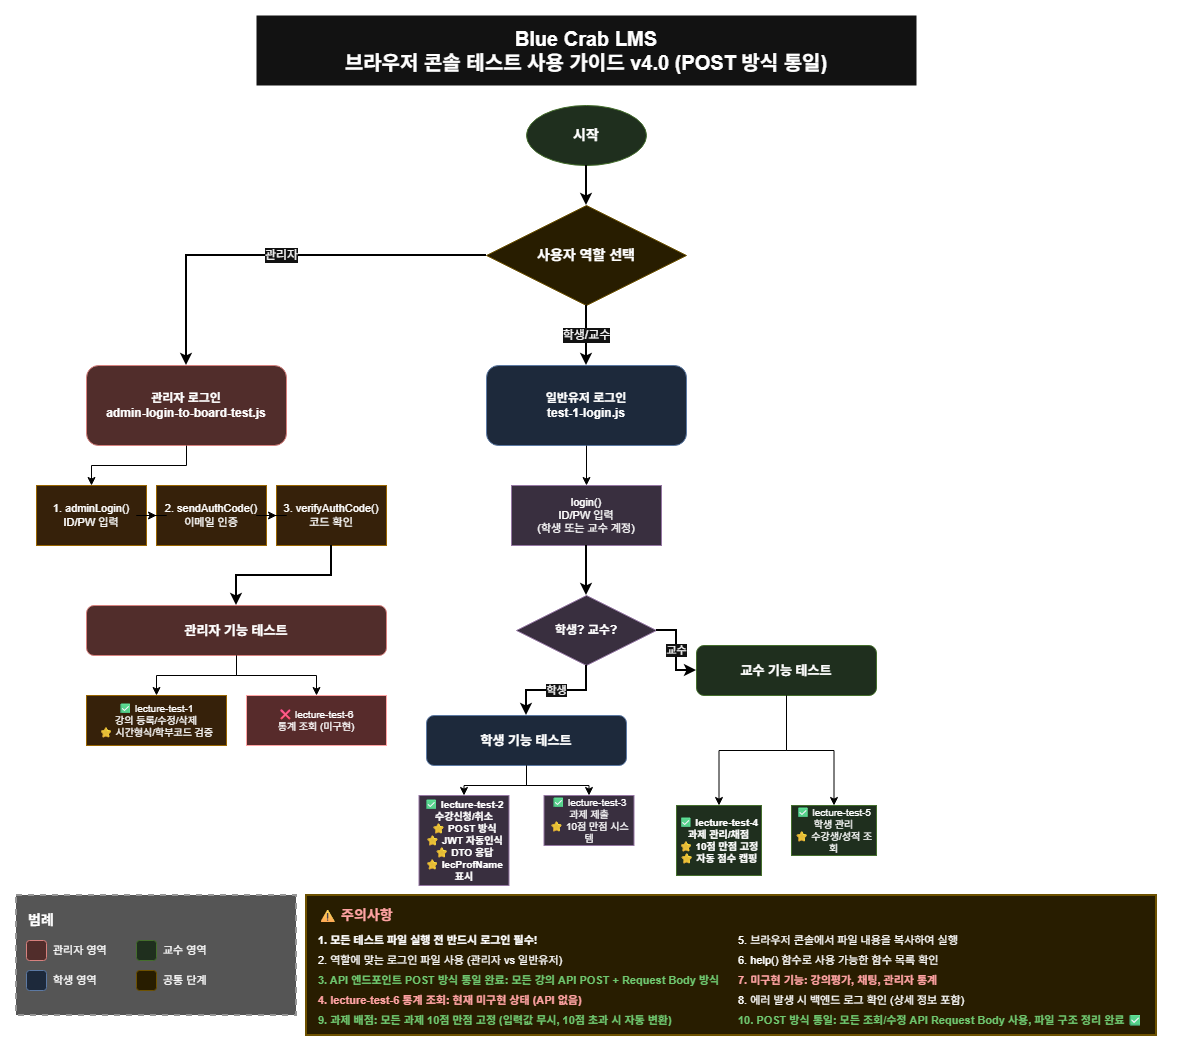 Blue Crab LMS
브라우저 콘솔 테스트 사용 가이드 v4.0 (POST 방식 통일)
시작
사용자 역할 선택
관리자
학생/교수
관리자 로그인
admin-login-to-board-test.js
일반유저 로그인
test-1-login.js
1. adminLogin()
ID/PW 입력
2. sendAuthCode()
이메일 인증
3. verifyAuthCode()
코드 확인
login()
ID/PW 입력
(학생 또는 교수 계정)
관리자 기능 테스트
학생? 교수?
교수
학생
교수 기능 테스트
✅ lecture-test-1
강의 등록/수정/삭제
⭐ 시간형식/학부코드 검증
❌ lecture-test-6
통계 조회 (미구현)
학생 기능 테스트
✅ lecture-test-2
수강신청/취소
⭐ POST 방식
⭐ JWT 자동인식
⭐ DTO 응답
⭐ lecProfName
표시
✅ lecture-test-3
과제 제출
⭐ 10점 만점 시스
템
✅ lecture-test-4
과제 관리/채점
⭐ 10점 만점 고정
⭐ 자동 점수 캡핑
✅ lecture-test-5
학생 관리
⭐ 수강생/성적 조
회
범례
관리자 영역
교수 영역
학생 영역
공통 단계
⚠️ 주의사항
1. 모든 테스트 파일 실행 전 반드시 로그인 필수!
2. 역할에 맞는 로그인 파일 사용 (관리자 vs 일반유저)
3. API 엔드포인트 POST 방식 통일 완료: 모든 강의 API POST + Request Body 방식
4. lecture-test-6 통계 조회: 현재 미구현 상태 (API 없음)
9. 과제 배점: 모든 과제 10점 만점 고정 (입력값 무시, 10점 초과 시 자동 변환)
5. 브라우저 콘솔에서 파일 내용을 복사하여 실행
6. help() 함수로 사용 가능한 함수 목록 확인
7. 미구현 기능: 강의평가, 채팅, 관리자 통계
8. 에러 발생 시 백엔드 로그 확인 (상세 정보 포함)
10. POST 방식 통일: 모든 조회/수정 API Request Body 사용, 파일 구조 정리 완료 ✅